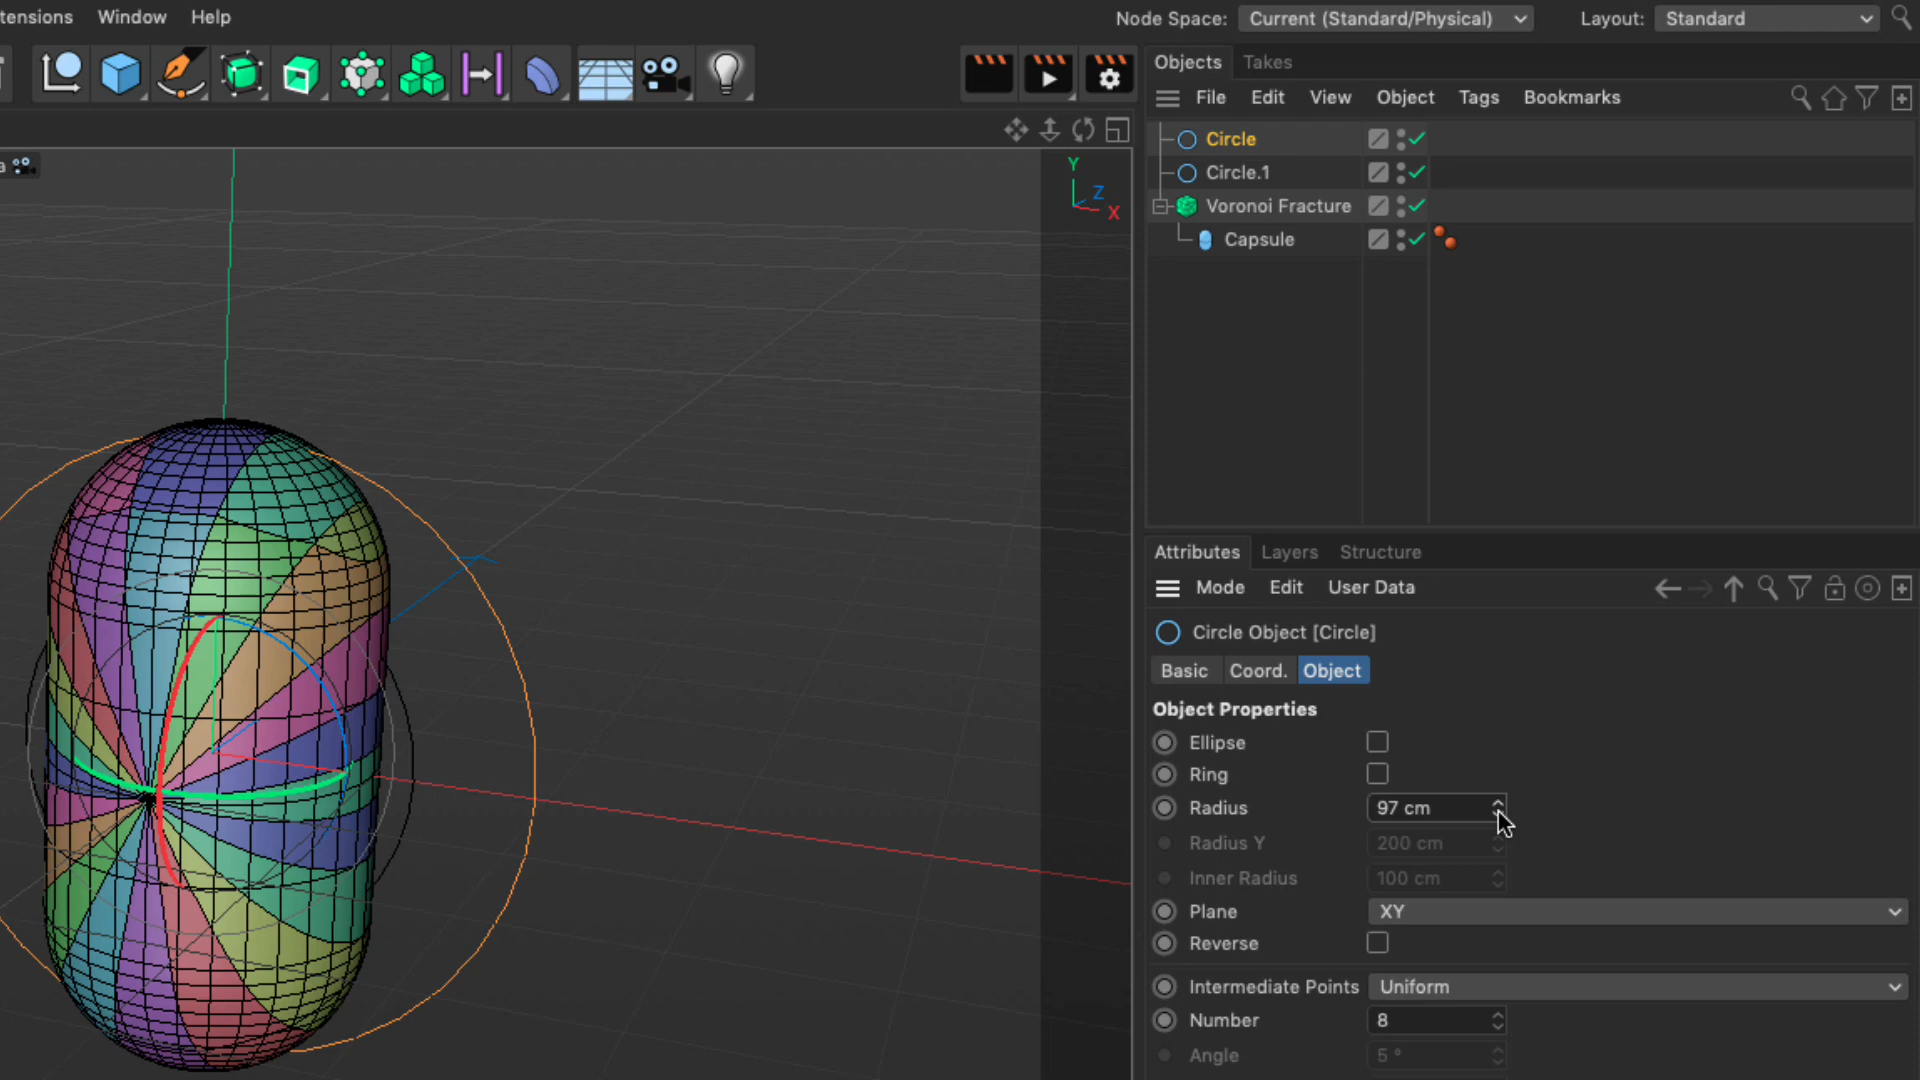 tensions Window Help
Node Space: Current (Standard/Physical) Layout: Standard
Objects Takes
File Edit View Object Tags Bookmarks
a
Y
Z
X
Circle
Circle.1
Voronoi Fracture
Capsule
Attributes Layers Structure
Mode Edit User Data
Circle Object [Circle]
Basic Coord. Object
Object Properties
Ellipse
Ring
Radius 97 cm
Radius Y 200 cm
Inner Radius 100 cm
Plane XY
Reverse
Intermediate Points Uniform
Number 8
Angle 5 °